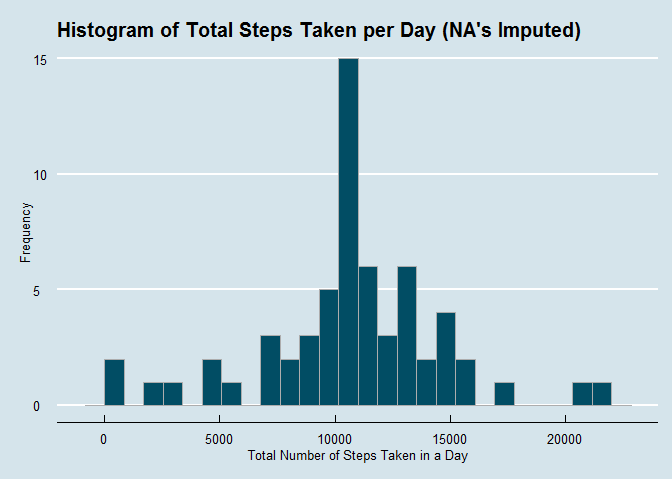 Histogram of Total Steps Taken per Day (NA's Imputed)
15
10
5
0
Frequency
0 5000 10000 15000 20000
Total Number of Steps Taken in a Day